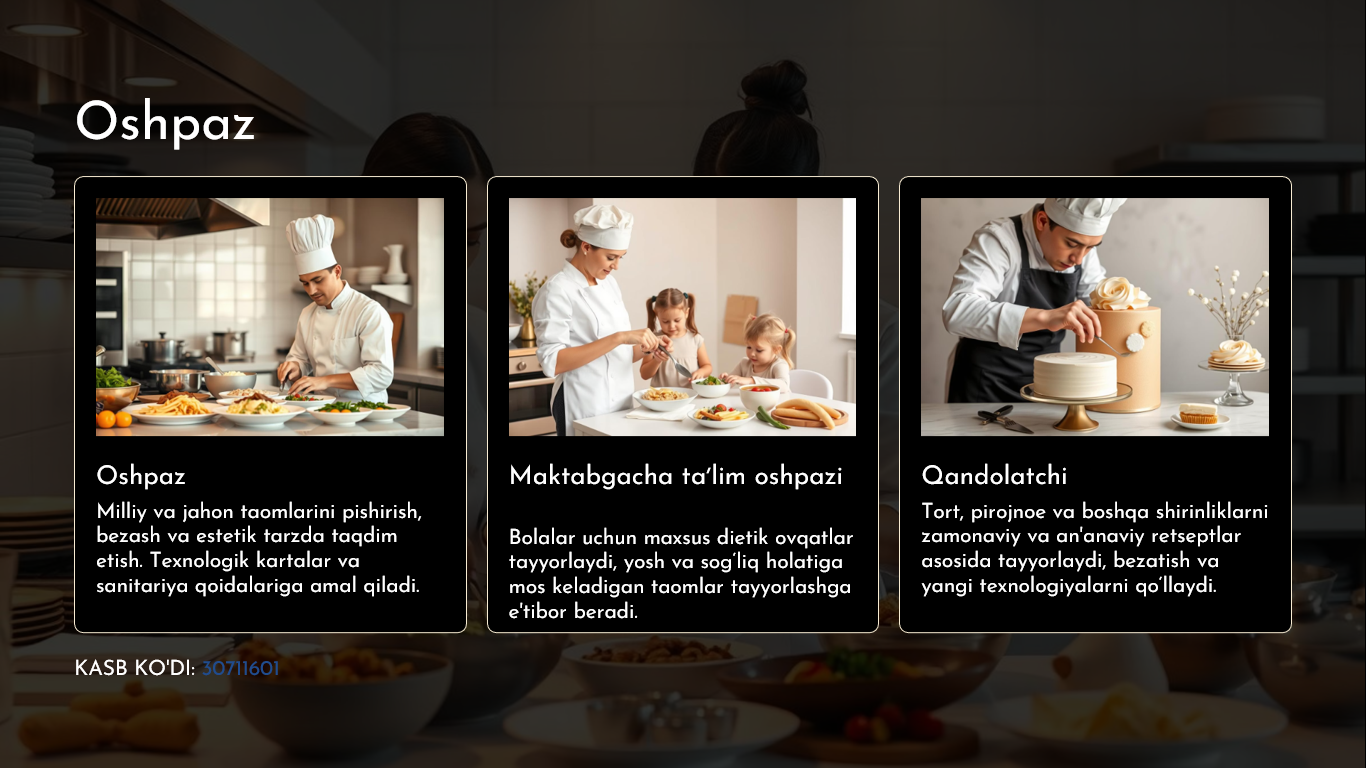 Oshpaz
Oshpaz
Milliy va jahon taomlarini pishirish,
bezash va estetik tarzda taqdim
etish. Texnologik kartalar va
sanitariya qoidalariga amal qiladi.
Maktabgacha ta‘lim oshpazi
Bolalar uchun maxsus dietik ovqatlar
tayyorlaydi, yosh va sog‘liq holatiga
mos keladigan taomlar tayyorlashga
e'tibor beradi.
Qandolatchi
Tort, pirojnoe va boshqa shirinliklarni
zamonaviy va an'anaviy retseptlar
asosida tayyorlaydi, bezatish va
yangi texnologiyalarni qo‘llaydi.
KASB KO'DI: 30711601